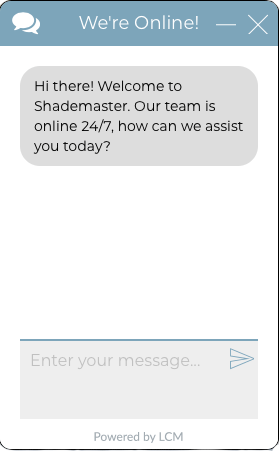 We're Online!
Hi there! Welcome to
Shademaster. Our team is
online 24/7, how can we assist
you today?
Enter your message...
Powered by LCM